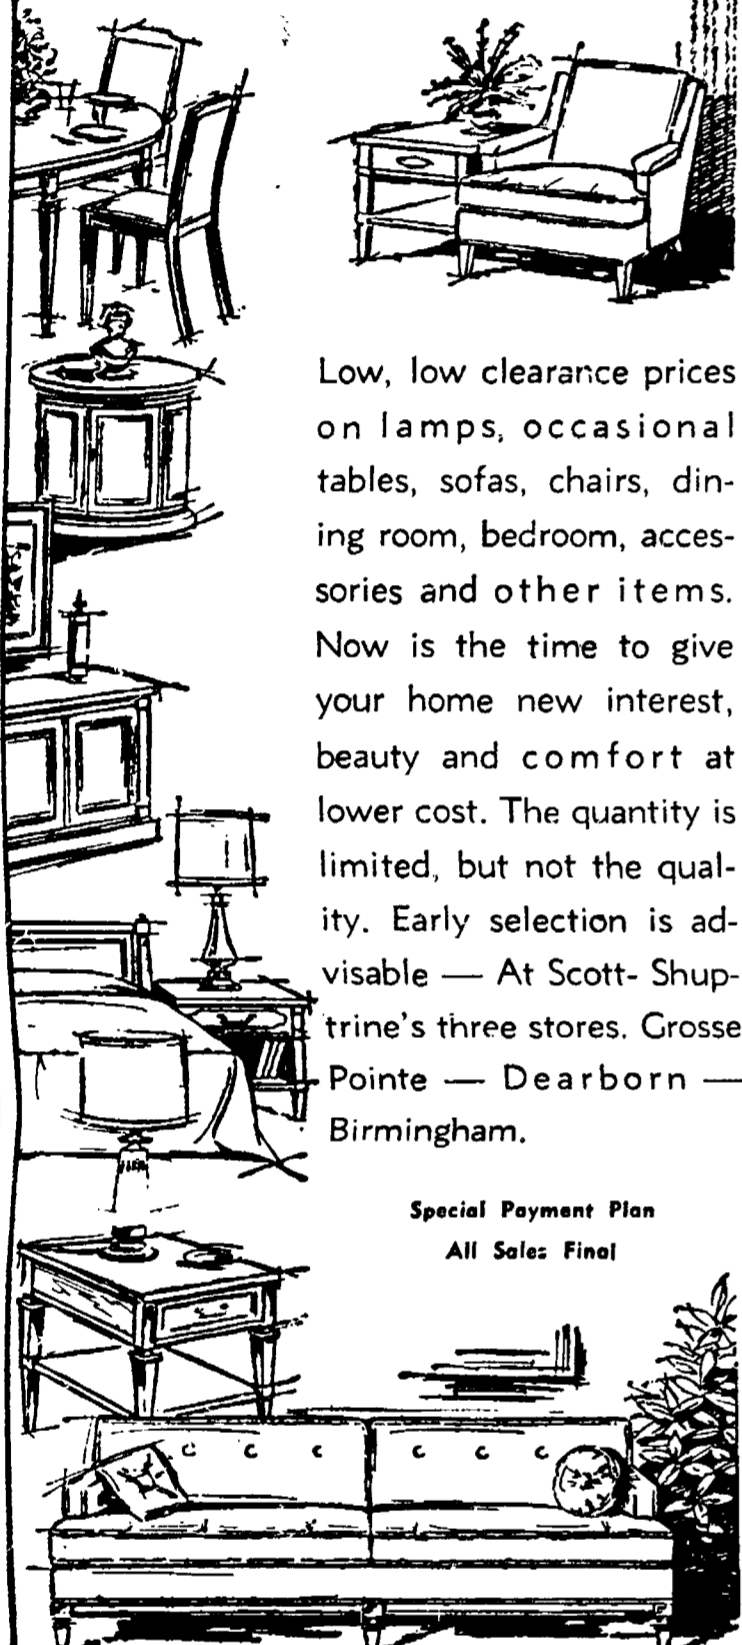 Low, low clearance prices
on lamps, occasional
tables, sofas, chairs, din-
ing room, bedroom, acces-
sories and other items.
Now is the time to give
your home new interest,
beauty and comfort at
lower cost. The quantity is
limited, but not the qual-
ity. Early selection is ad-
visable — At Scott- Shup-
trine's three stores. Grosse
Pointe — Dearborn —
Birmingham.
Special Payment Plan
All Sales Final